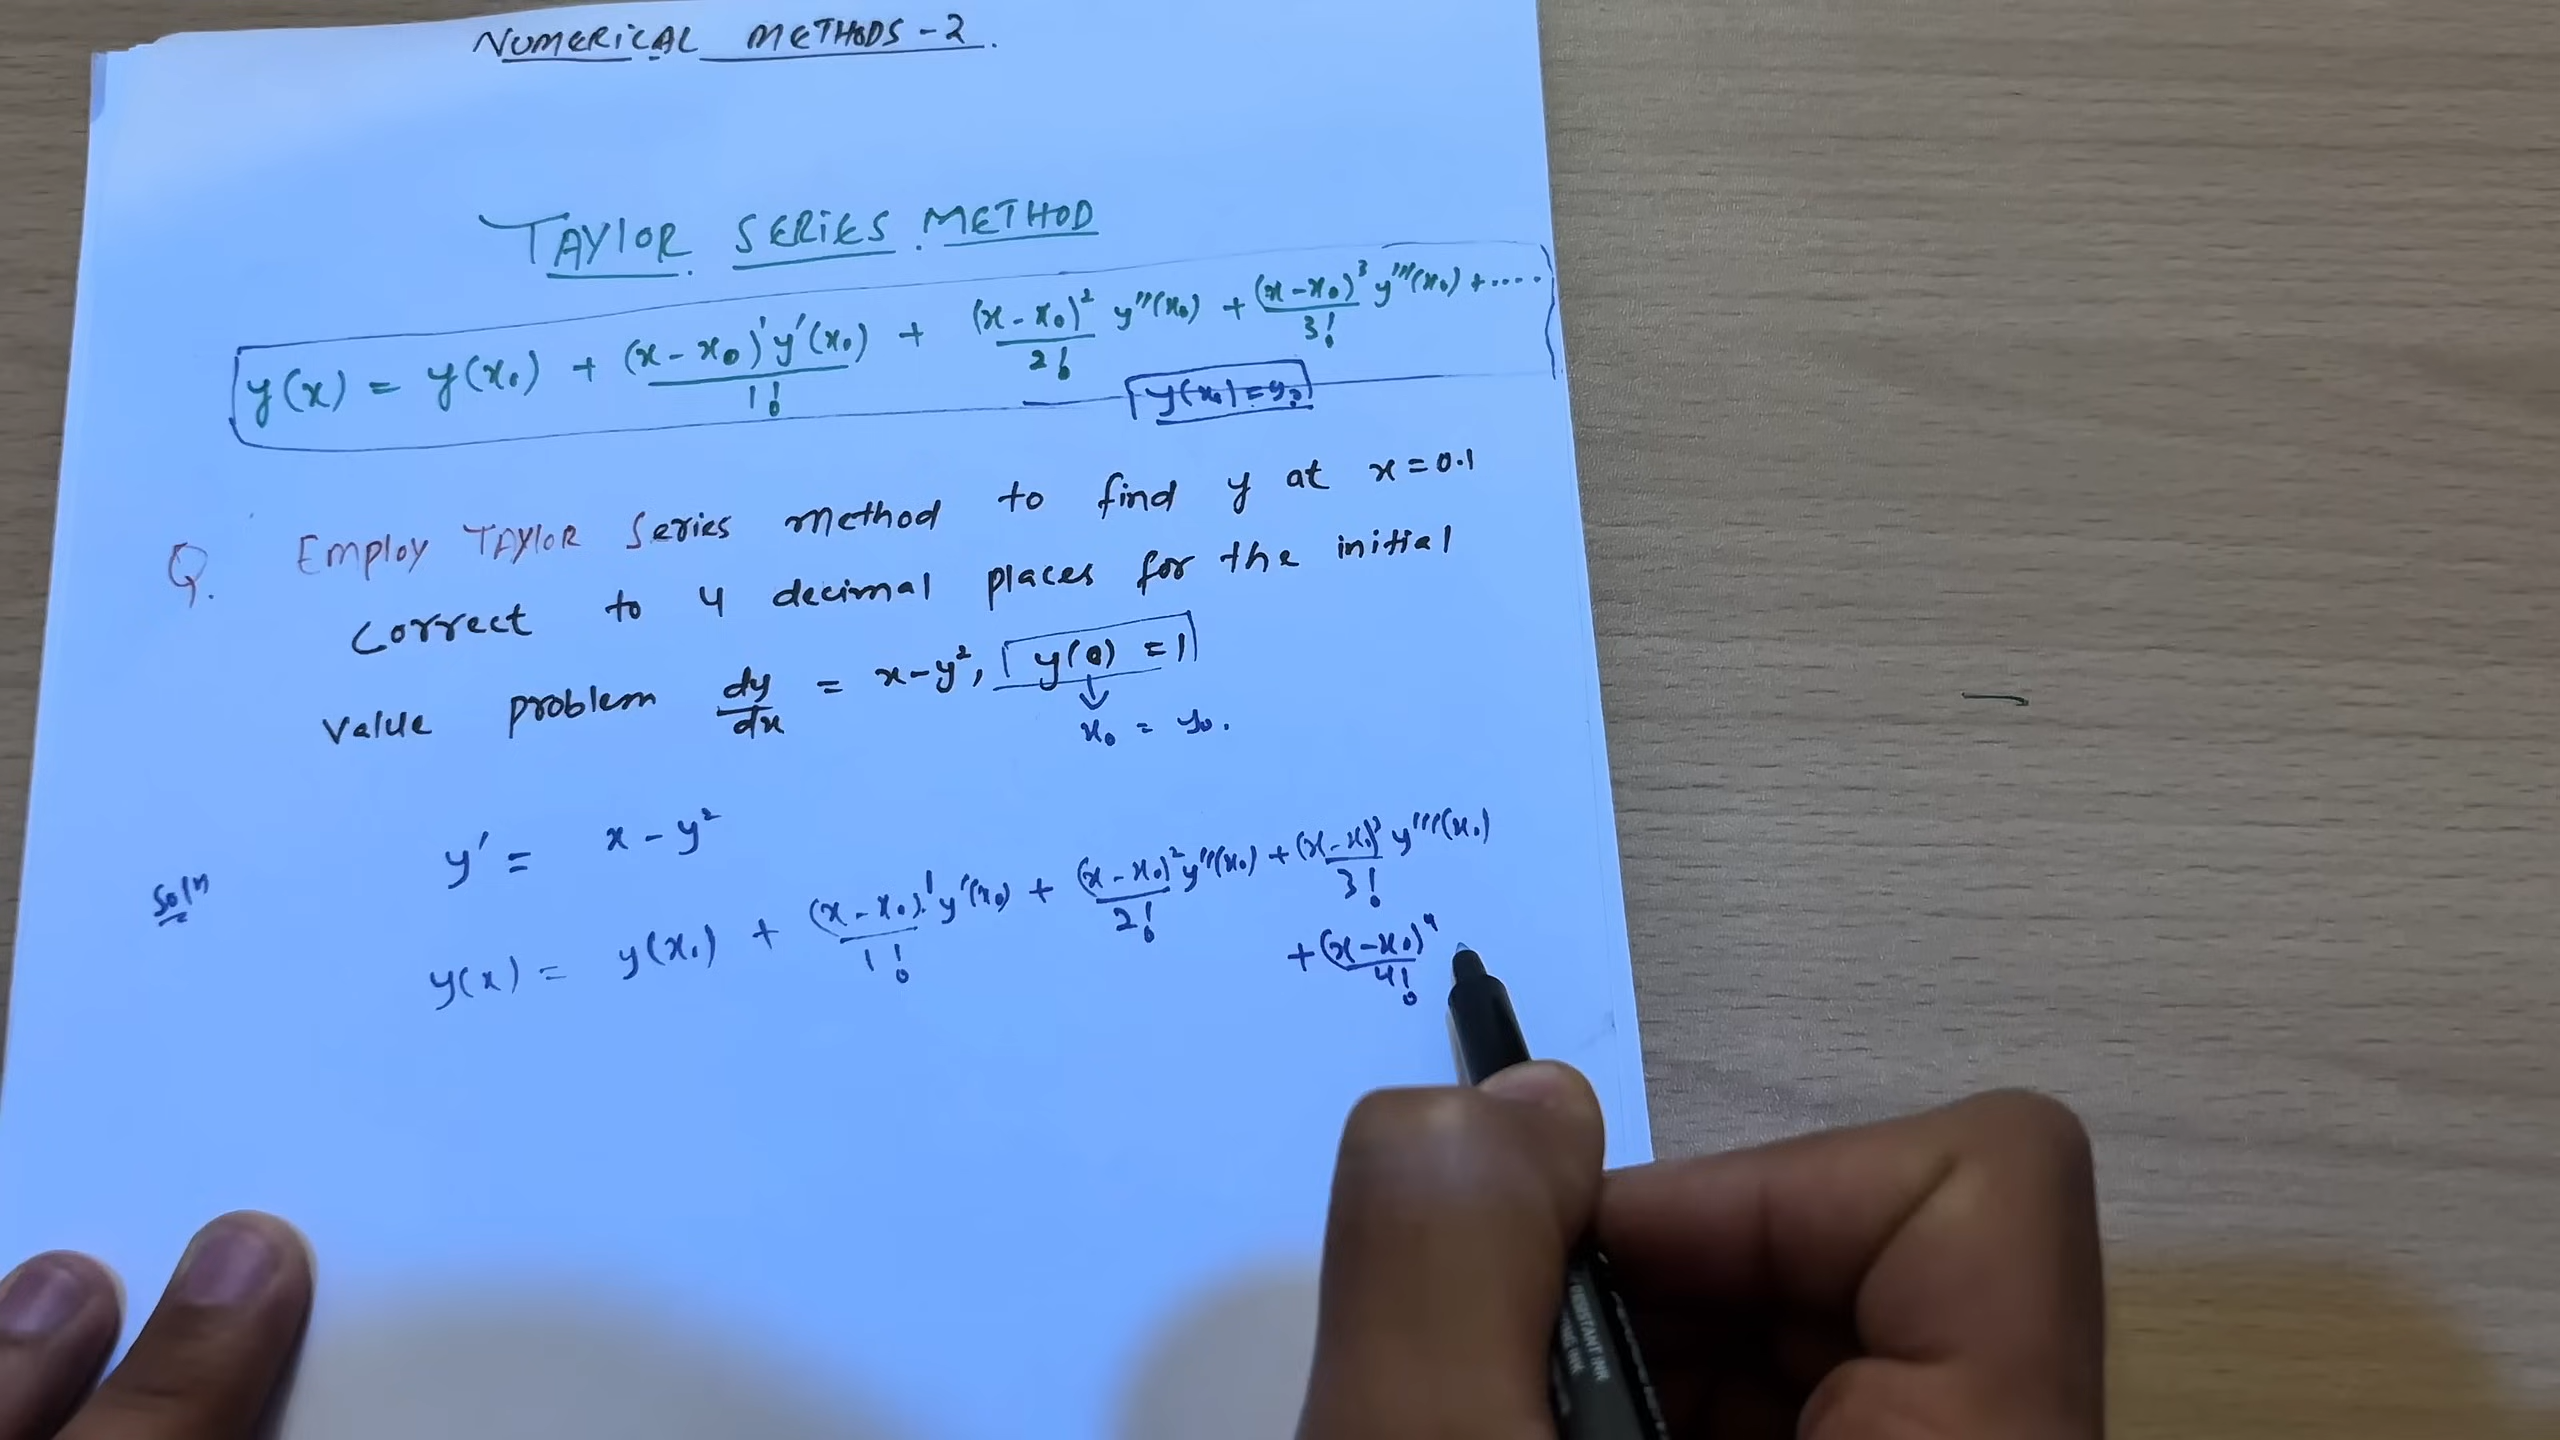 NUMERICAL METHODS-2.
TAYLOR SERIES METHOD
y(x) = y(x₀) + (x-x₀)'y'(x₀)/1! + (x-x₀)²/2! y''(x₀) + (x-x₀)³/3! y'''(x₀) + ....
y(x₀) = y₀
Q. Employ TAYLOR Series method to find y at x = 0.1
correct to 4 decimal places for the initial
value problem dy/dx = x-y², y(0) = 1
x₀ = y₀.
Soln
y' = x - y²
y(x) = y(x₀) + (x-x₀)¹/1! y'(x₀) + (x-x₀)²/2! y''(x₀) + (x-x₀)³/3! y'''(x₀)
+ (x-x₀)⁴/4!